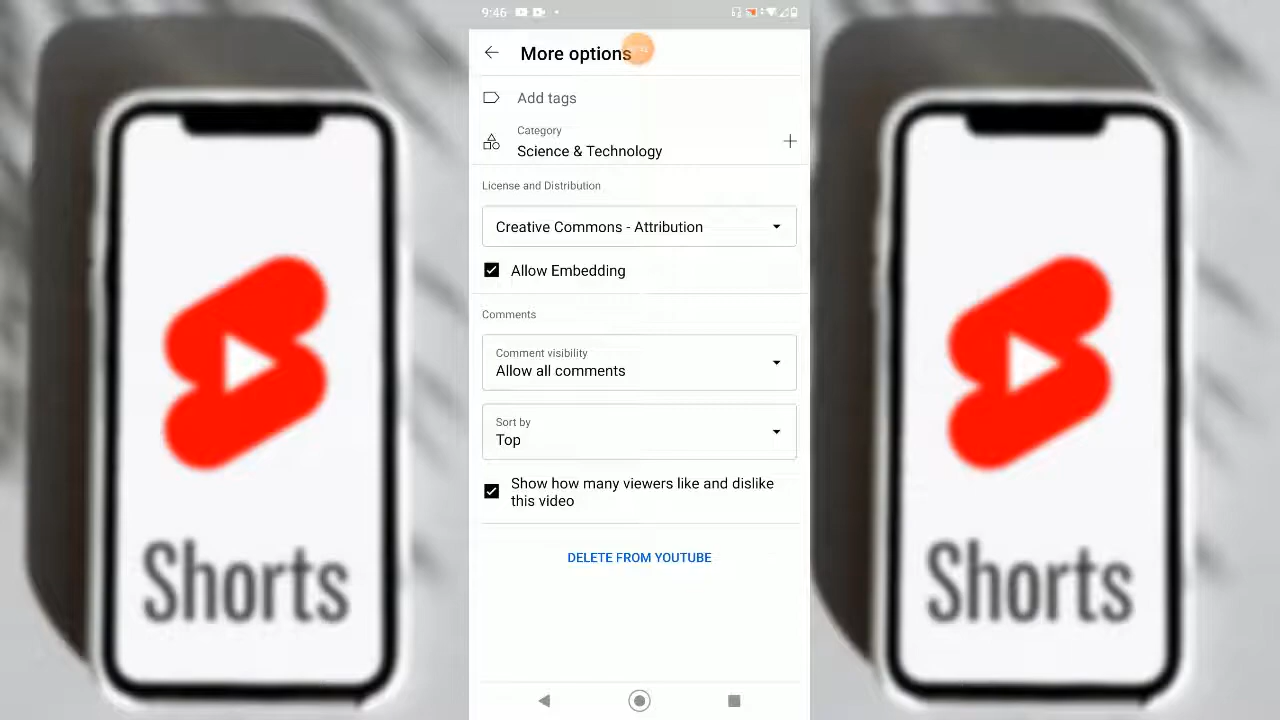 9:46
More options
Add tags
Category
Science & Technology
License and Distribution
Creative Commons - Attribution
Allow Embedding
Comments
Comment visibility
Allow all comments
Sort by
Top
Show how many viewers like and dislike
this video
DELETE FROM YOUTUBE
Shorts
Shorts